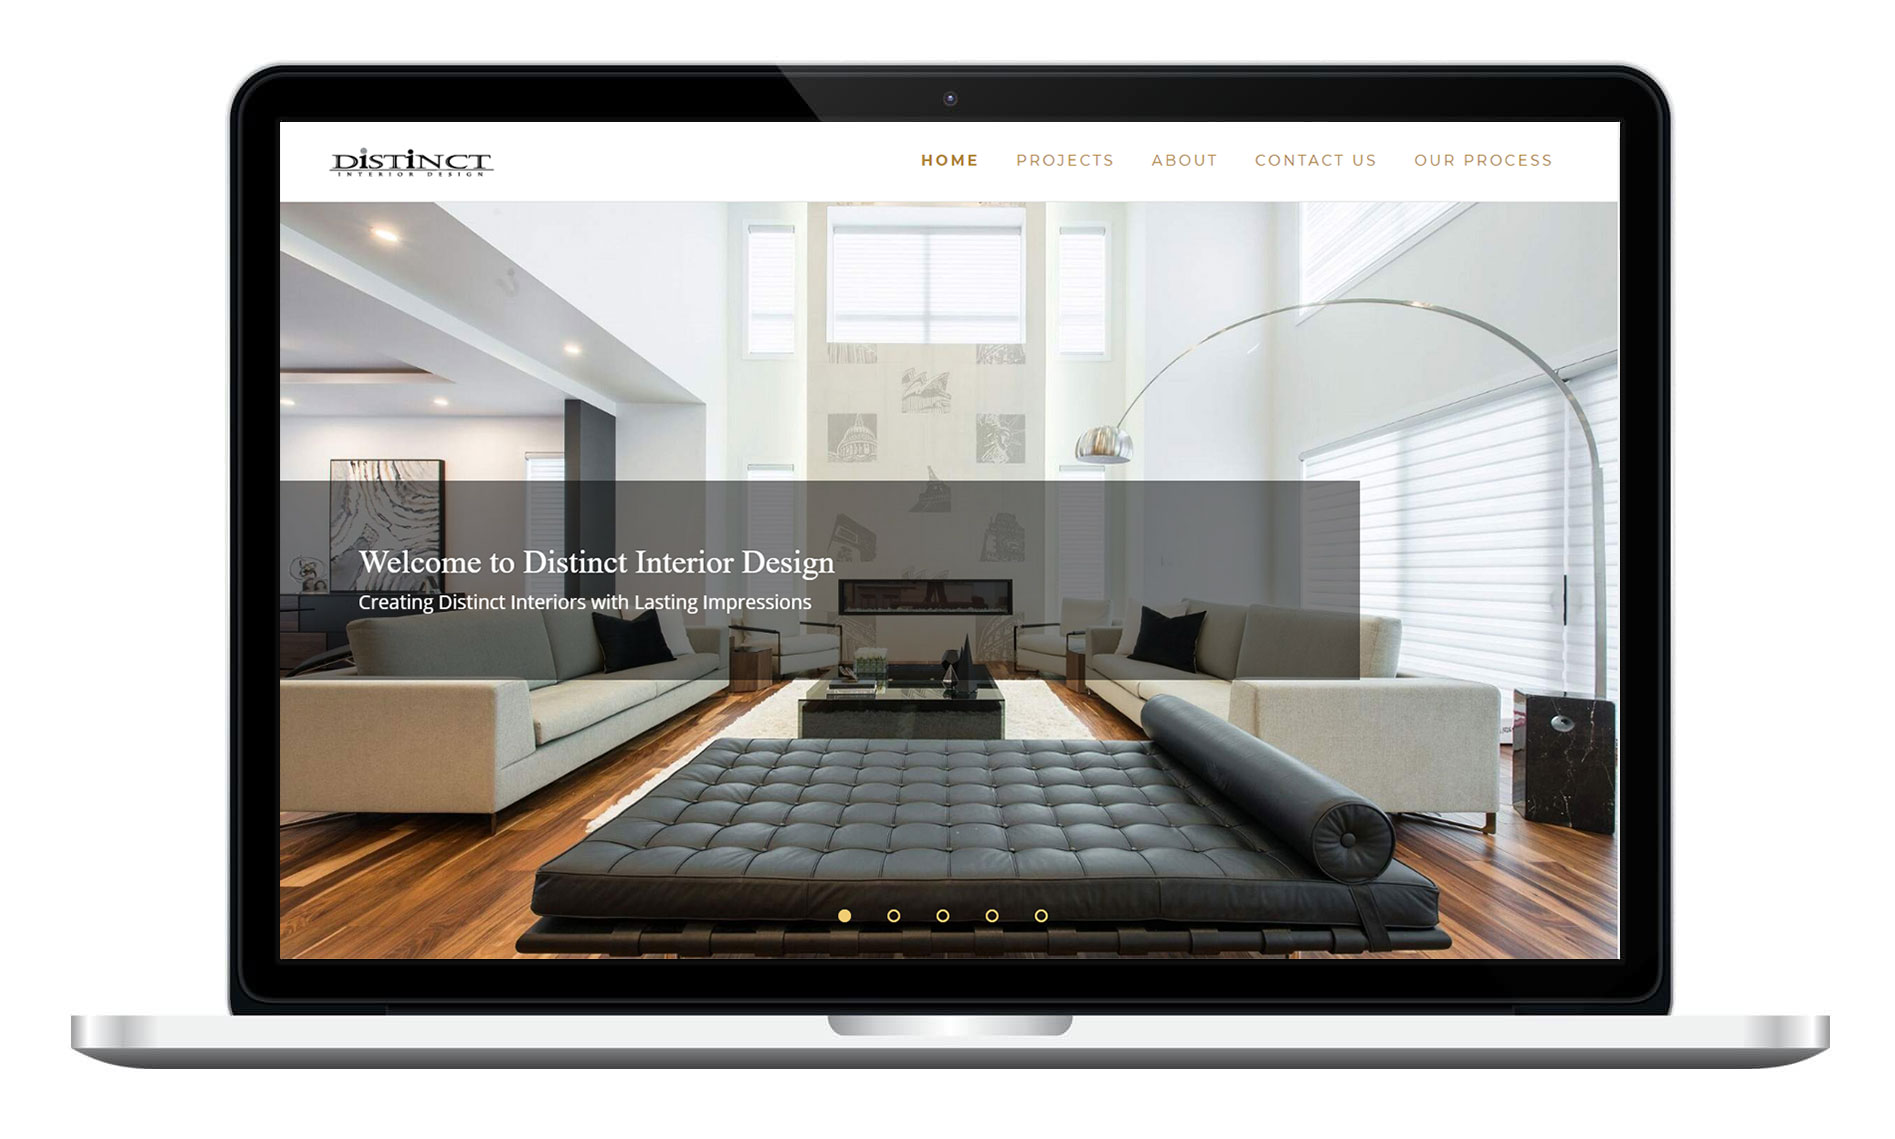 DiSTiNCT
INTERIOR DESIGN
HOME PROJECTS ABOUT CONTACT US OUR PROCESS
Welcome to Distinct Interior Design
Creating Distinct Interiors with Lasting Impressions